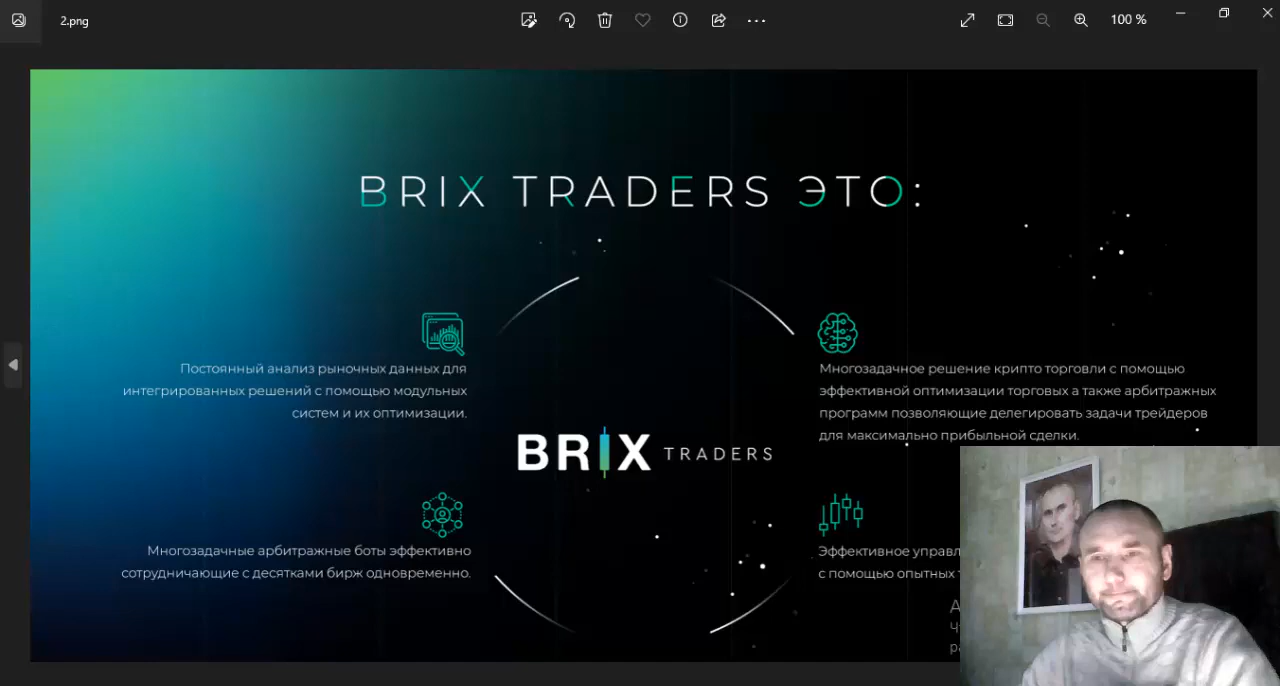 2.png
100 %
BRIX TRADERS ЭТО:
Постоянный анализ рыночных данных для
интегрированных решений с помощью модульных
систем и их оптимизации.
Многозадачное решение крипто торговли с помощью
эффективной оптимизации торговых а также арбитражных
программ позволяющие делегировать задачи трейдеров
для максимально прибыльной сделки.
BRIX TRADERS
Многозадачные арбитражные боты эффективно
сотрудничающие с десятками бирж одновременно.
Эффективное
с помощью опытных